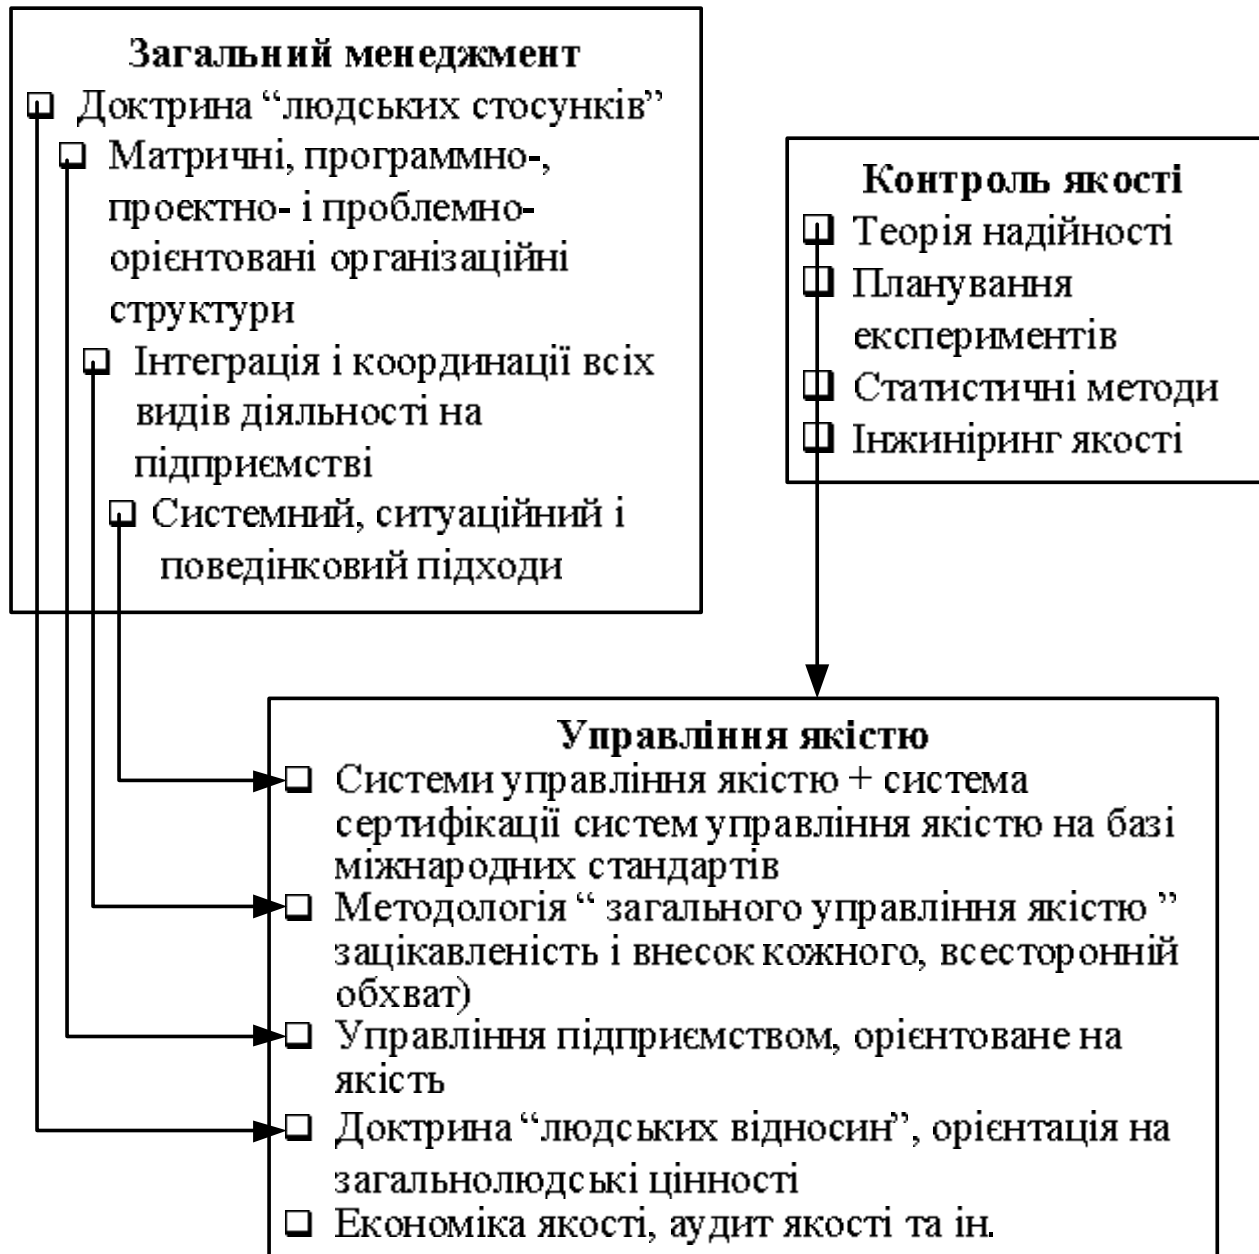 Загальний менеджмент
Доктрина “людських стосунків”
Матричні, программно-,
проектно- і проблемно-
орієнтовані організаційні
структури
Інтеграція і координації всіх
видів діяльності на
підприємстві
Системний, ситуаційний і
поведінковий підходи
Контроль якості
Теорія надійності
Планування
експериментів
Статистичні методи
Інжиніринг якості
Управління якістю
Системи управління якістю + система
сертифікації систем управління якістю на базі
міжнародних стандартів
Методологія “ загального управління якістю ”
зацікавленість і внесок кожного, всесторонній
обхват)
Управління підприємством, орієнтоване на
якість
Доктрина “людських відносин”, орієнтація на
загальнолюдські цінності
Економіка якості, аудит якості та ін.